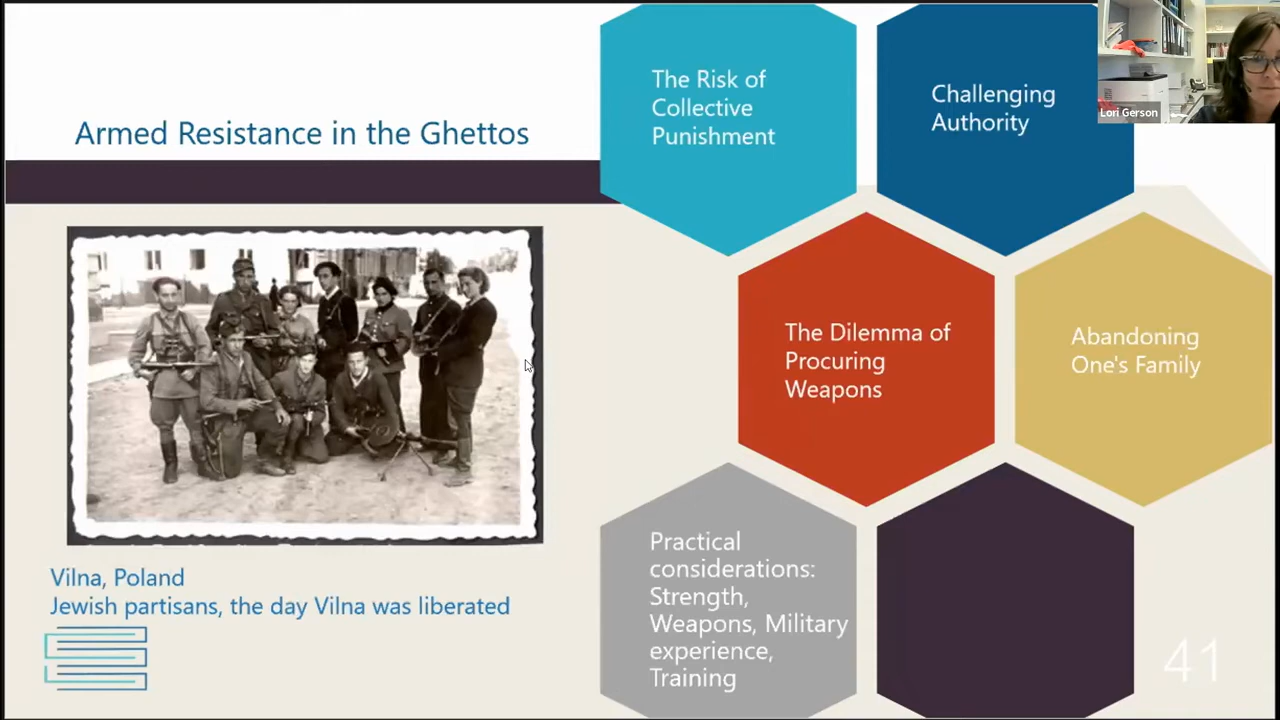 Armed Resistance in the Ghettos
The Risk of
Collective
Punishment
Challenging
Authority
Lori Gerson
The Dilemma of
Procuring
Weapons
Abandoning
One's Family
Practical
considerations:
Strength,
Weapons, Military
experience,
Training
Vilna, Poland
Jewish partisans, the day Vilna was liberated
41